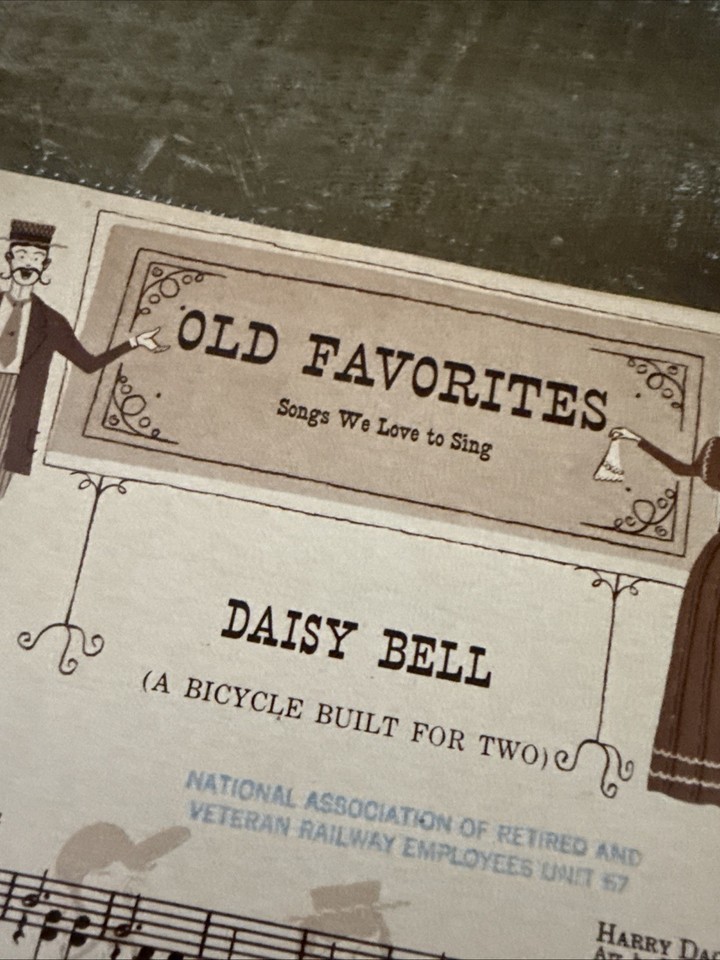 OLD FAVORITES
Songs We Love to Sing
DAISY BELL
(A BICYCLE BUILT FOR TWO)
NATIONAL ASSOCIATION OF RETIRED AND
VETERAN RAILWAY EMPLOYEES UNIT 57
HARRY